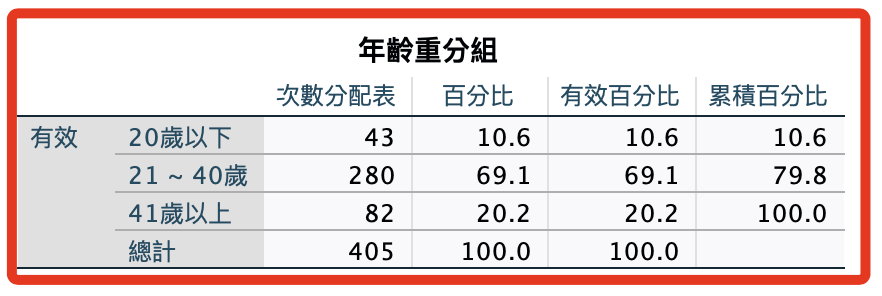 年齡重分組
次數分配表 百分比 有效百分比 累積百分比
有效 20歲以下 43 10.6 10.6 10.6
21 ~ 40歲 280 69.1 69.1 79.8
41歲以上 82 20.2 20.2 100.0
總計 405 100.0 100.0